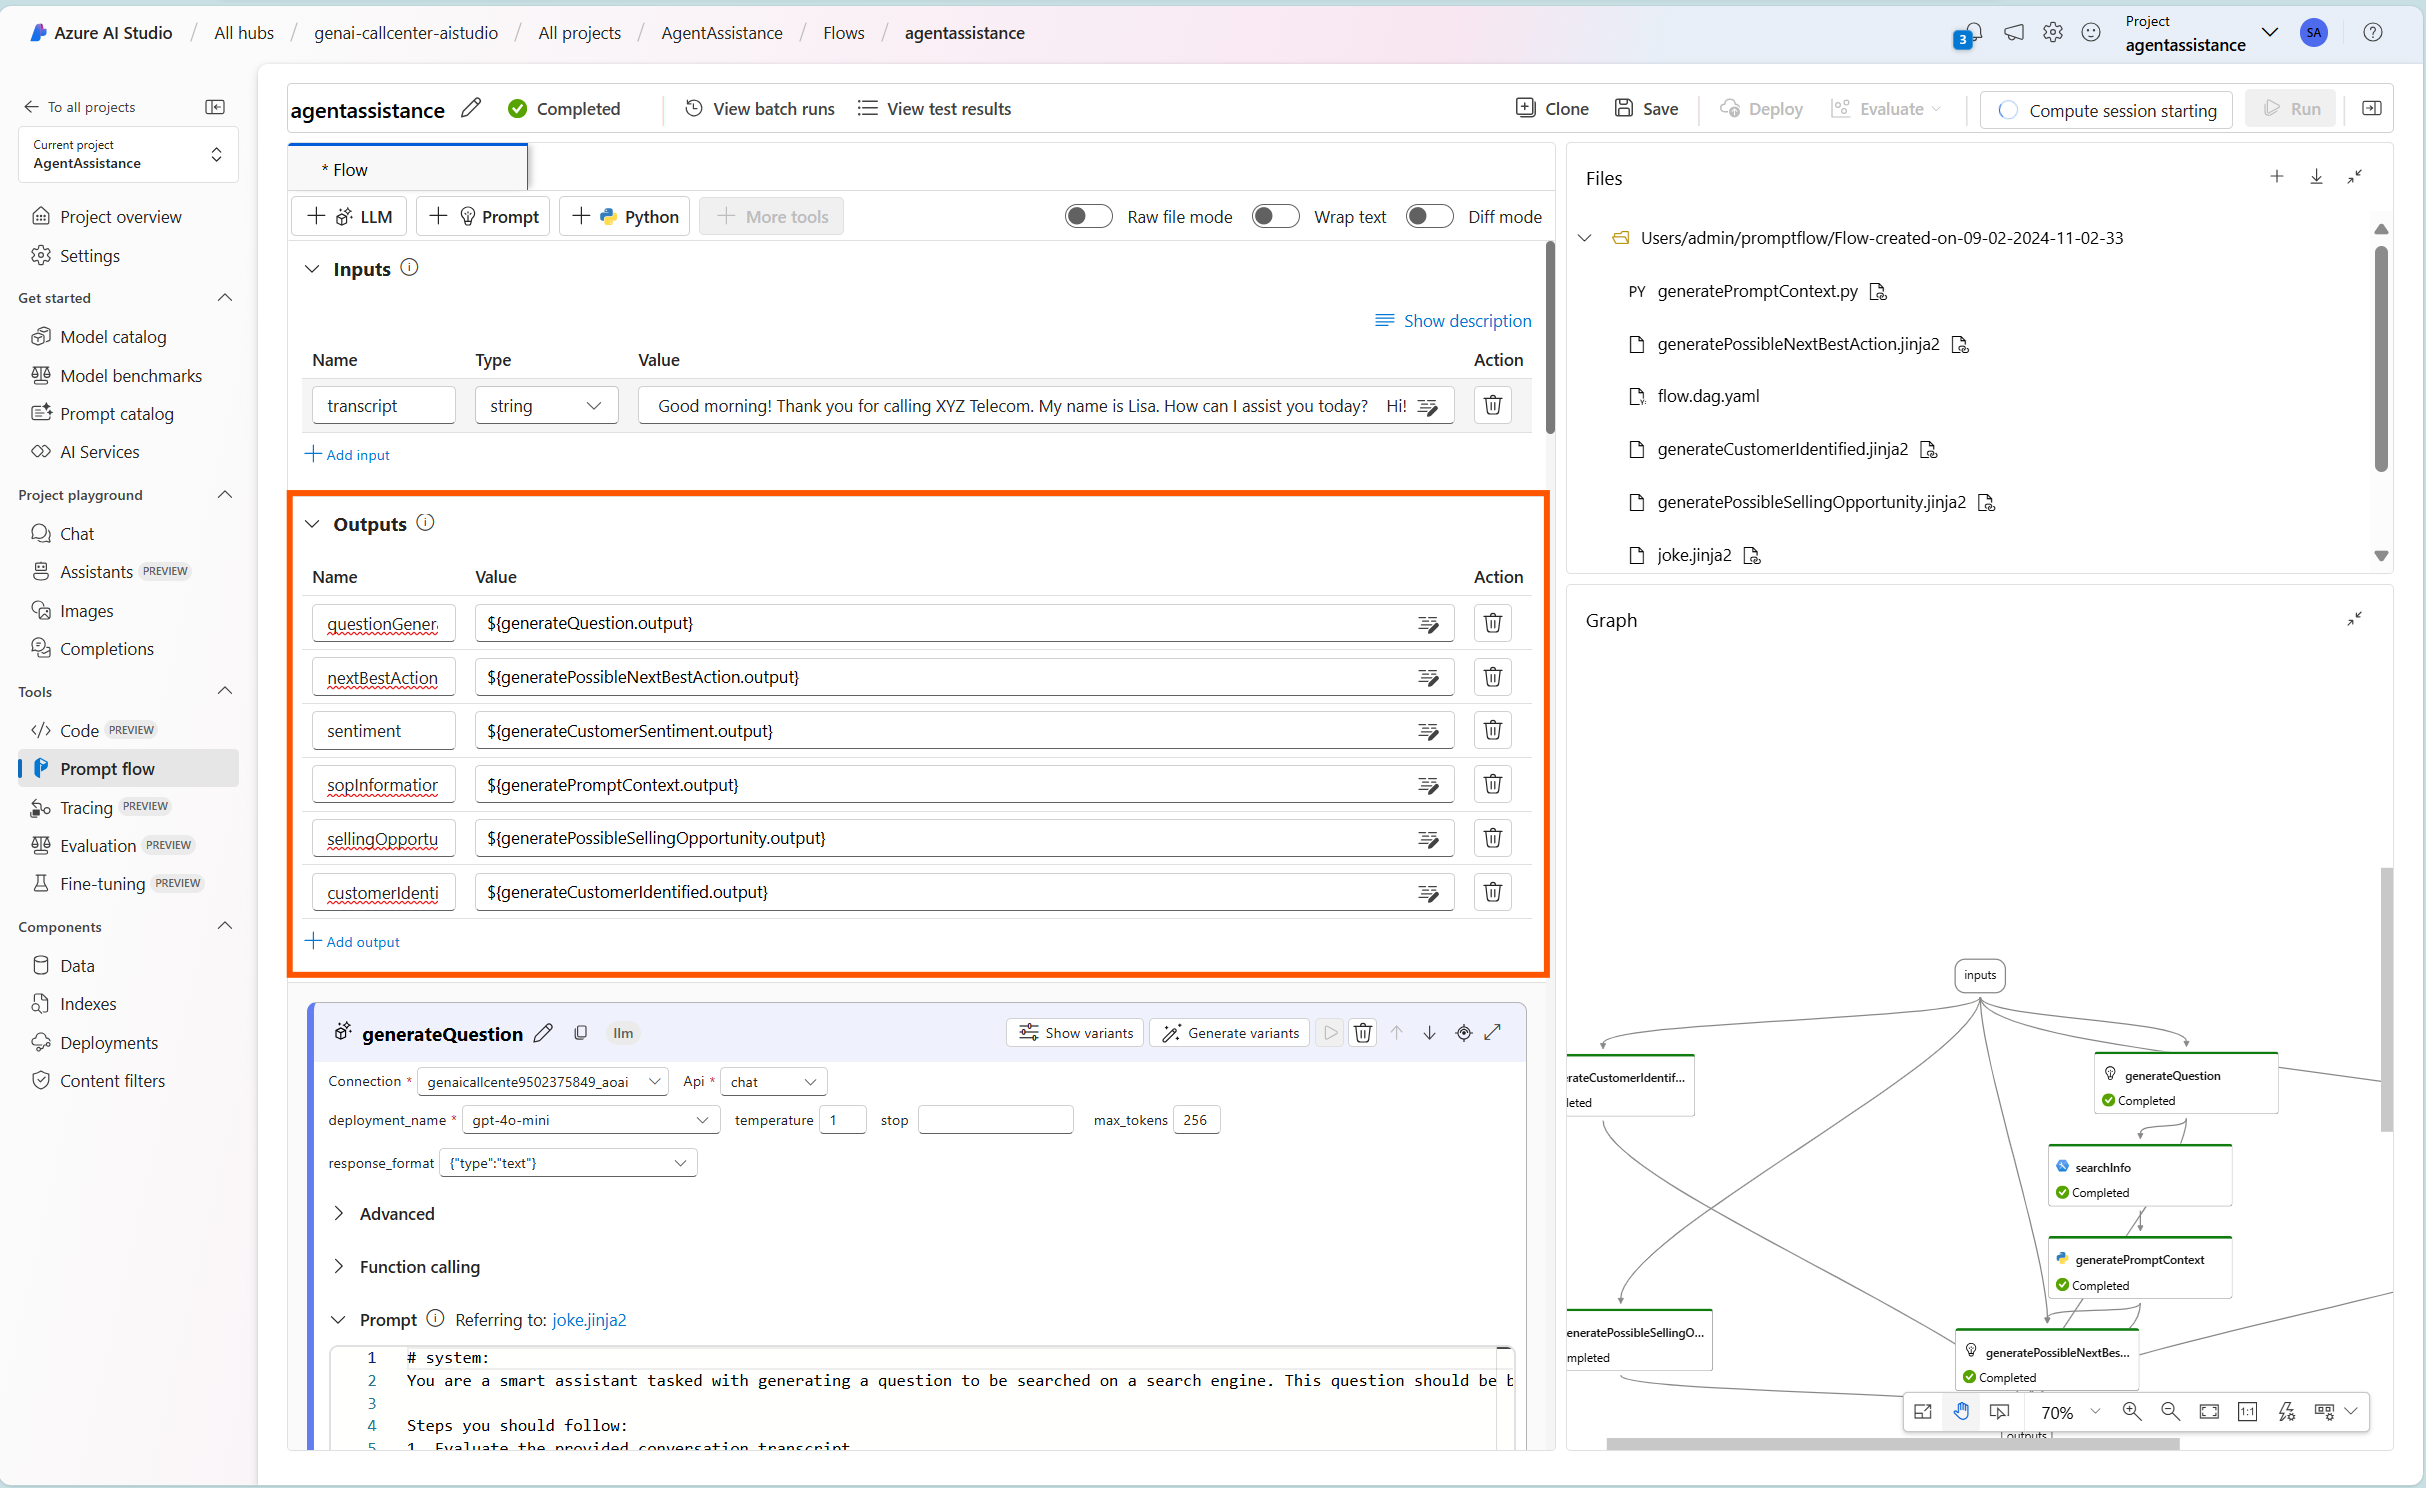 Azure AI Studio / All hubs / genai-callcenter-aistudio / All projects / AgentAssistance / Flows / agentassistance
3
Project
agentassistance
SA
To all projects
Current project
AgentAssistance
Project overview
Settings
Get started
Model catalog
Model benchmarks
Prompt catalog
AI Services
Project playground
Chat
Assistants PREVIEW
Images
Completions
Tools
Code PREVIEW
Prompt flow
Tracing PREVIEW
Evaluation PREVIEW
Fine-tuning PREVIEW
Components
Data
Indexes
Deployments
Content filters
agentassistance Completed View batch runs View test results Clone Save Deploy Evaluate Compute session starting Run
* Flow
LLM Prompt Python More tools Raw file mode Wrap text Diff mode
Inputs
Show description
Name Type Value Action
transcript string Good morning! Thank you for calling XYZ Telecom. My name is Lisa. How can I assist you today? Hi!
Add input
Outputs
Name Value Action
questionGener ${generateQuestion.output}
nextBestAction ${generatePossibleNextBestAction.output}
sentiment ${generateCustomerSentiment.output}
sopInformation ${generatePromptContext.output}
sellingOpportu ${generatePossibleSellingOpportunity.output}
customerIdenti ${generateCustomerIdentified.output}
Add output
generateQuestion llm Show variants Generate variants
Connection * genaicallcente9502375849_aoai Api * chat
deployment_name * gpt-4o-mini temperature 1 stop max_tokens 256
response_format {"type":"text"}
Advanced
Function calling
Prompt Referring to: joke.jinja2
1 # system:
2 You are a smart assistant tasked with generating a question to be searched on a search engine. This question should be b
3
4 Steps you should follow:
5 1. Evaluate the provided conversation transcript
Files
Users/admin/promptflow/Flow-created-on-09-02-2024-11-02-33
PY generatePromptContext.py
generatePossibleNextBestAction.jinja2
flow.dag.yaml
generateCustomerIdentified.jinja2
generatePossibleSellingOpportunity.jinja2
joke.jinja2
Graph
inputs
erateCustomerIdentif...
leted
generateQuestion
Completed
searchInfo
Completed
generatePromptContext
Completed
eneratePossibleSellingO...
mpleted
generatePossibleNextBes...
Completed
70%
1:1
outputs